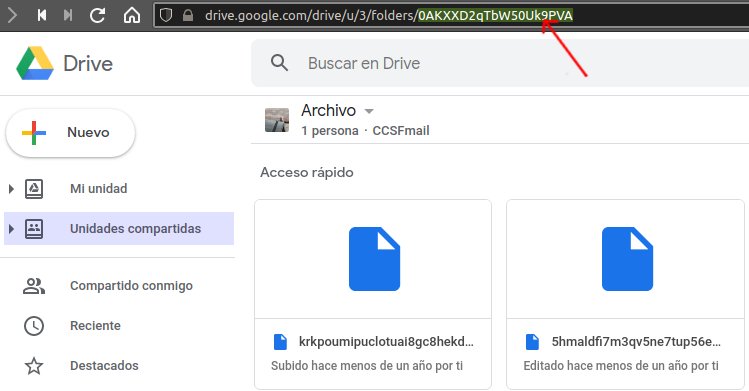 drive.google.com/drive/u/3/folders/0AKXXD2qTbW50Uk9PVA
Drive
Buscar en Drive
Nuevo
Archivo
1 persona · CCSFmail
Acceso rápido
Mi unidad
Unidades compartidas
Compartido conmigo
Reciente
Destacados
krkpoumipuclotuai8gc8hekd...
Subido hace menos de un año por ti
5hmaldfi7m3qv5ne7tup56e...
Editado hace menos de un año por ti